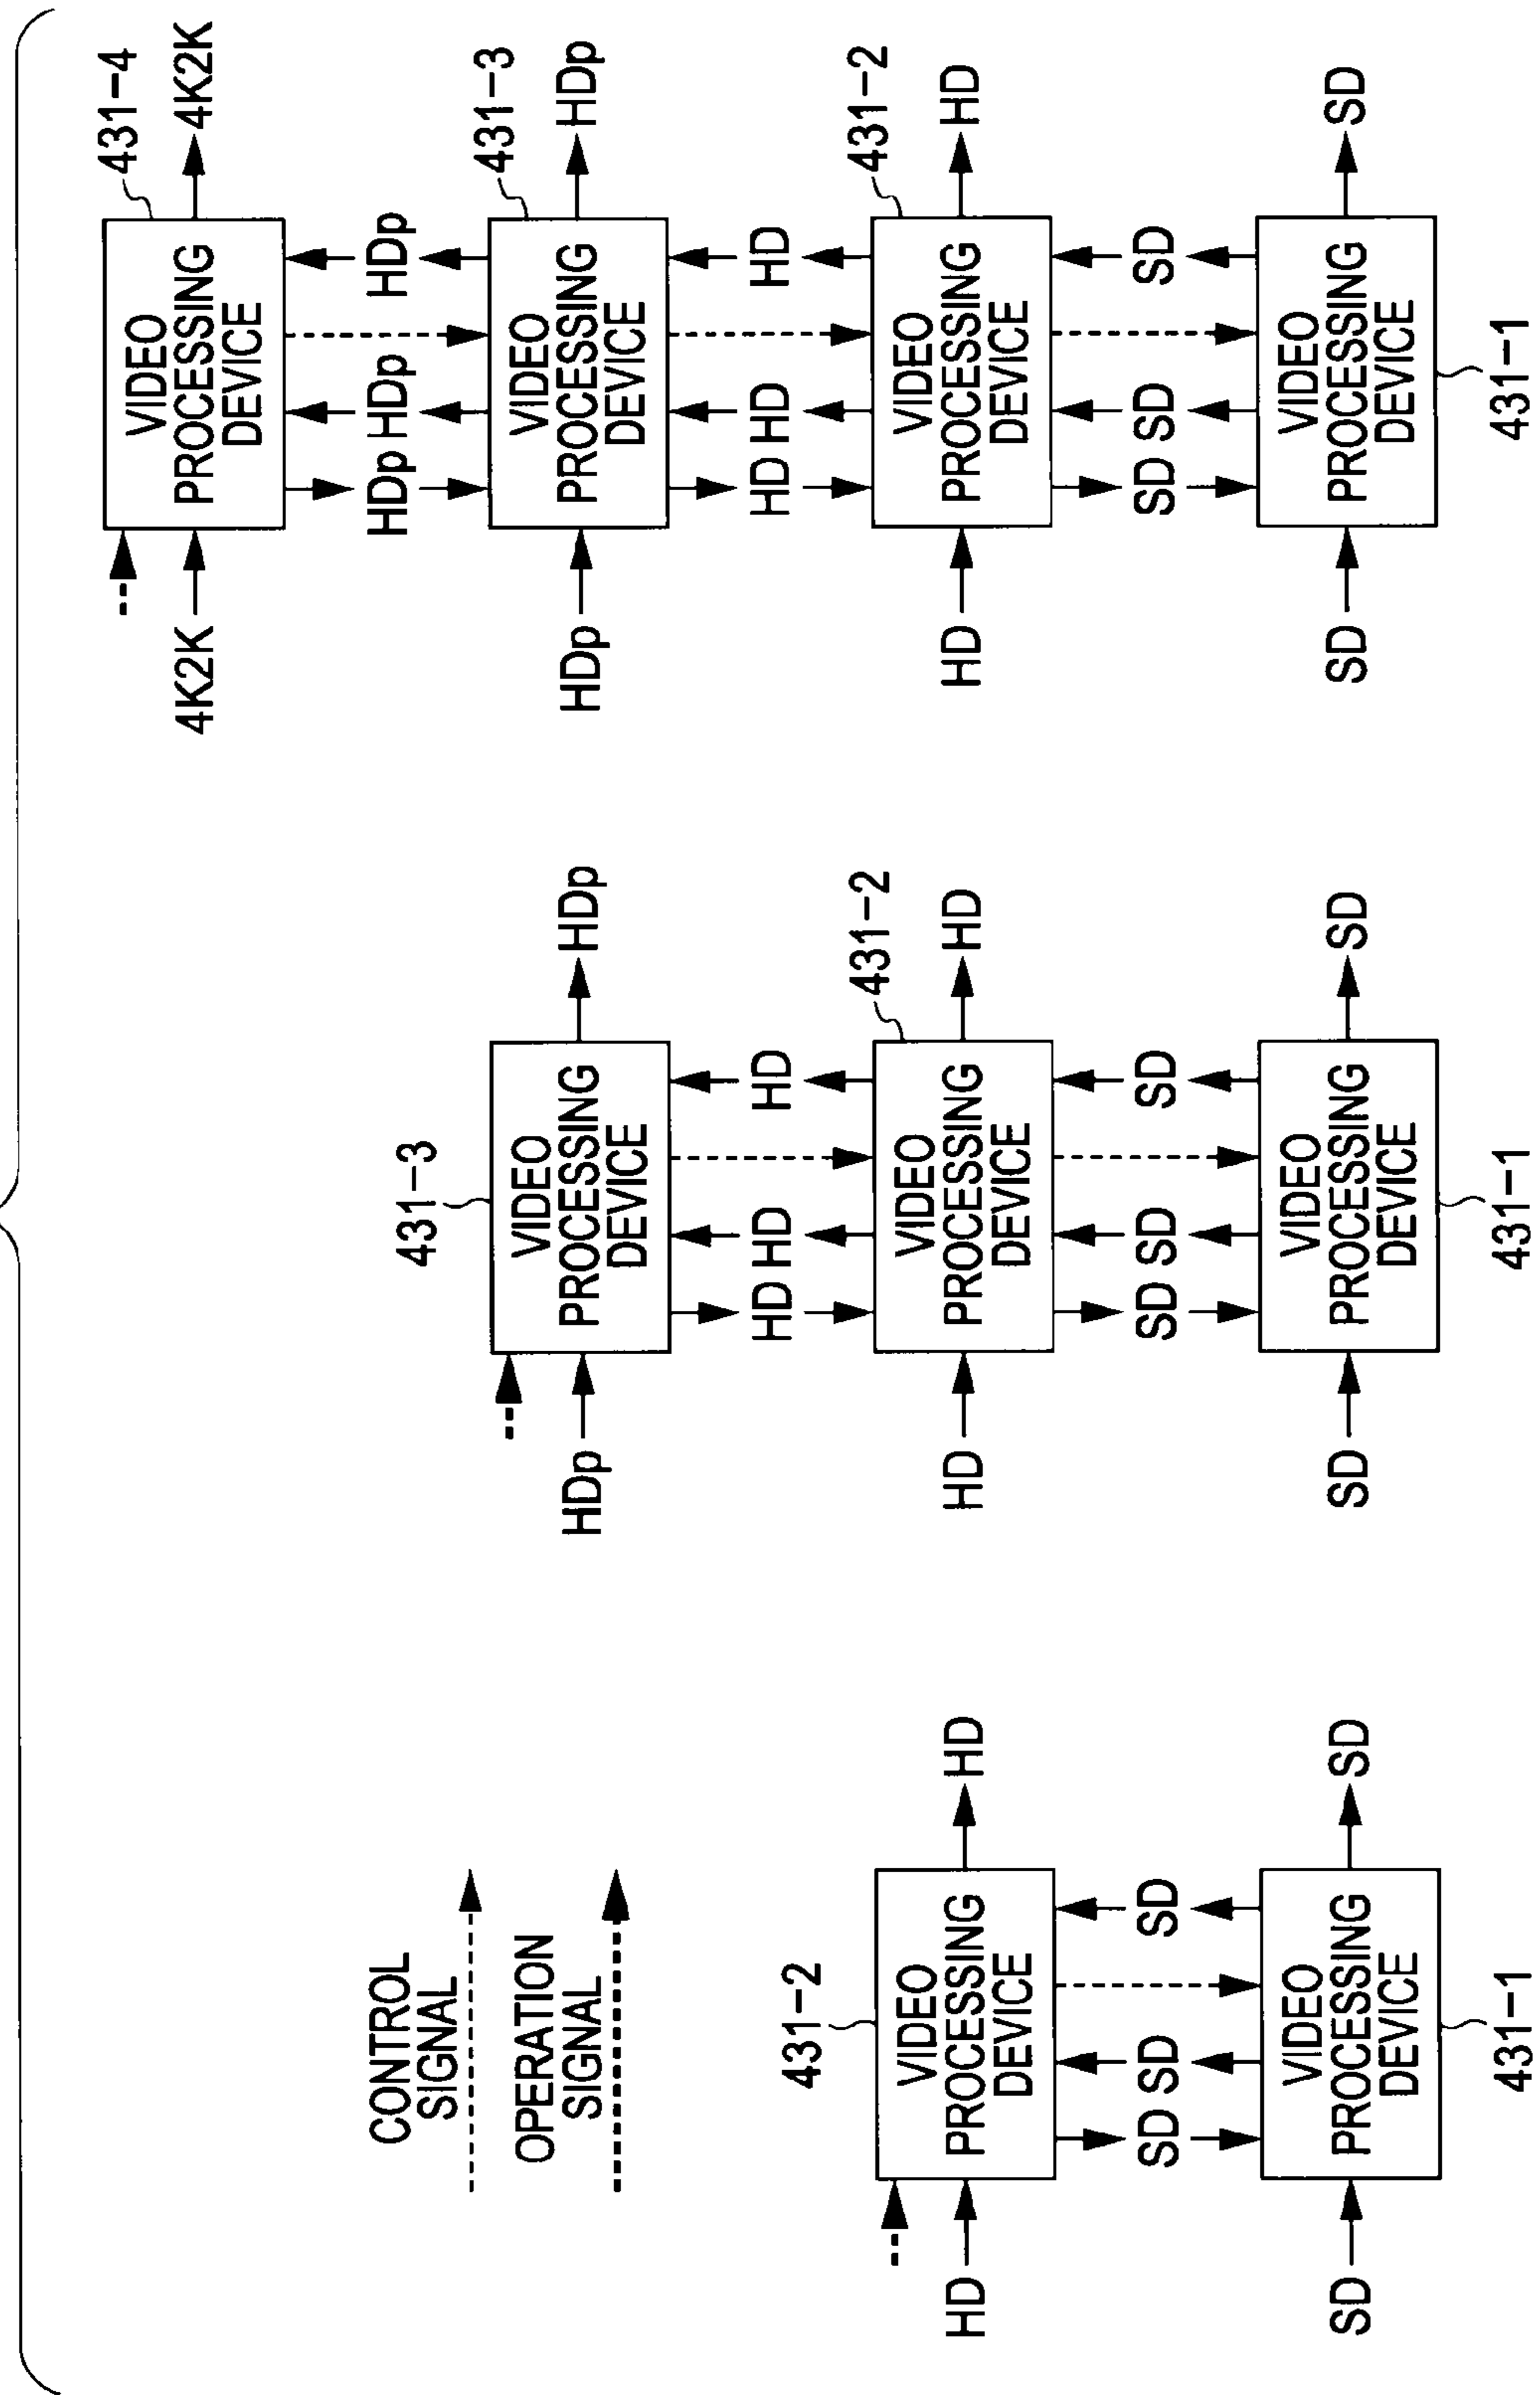 CONTROL
SIGNAL
OPERATION
SIGNAL
431-2
VIDEO
PROCESSING
DEVICE
HD
HD
SD SD
SD
VIDEO
PROCESSING
DEVICE
SD
SD
431-1
431-3
VIDEO
PROCESSING
DEVICE
HDp
HDp
HD HD
HD
431-2
VIDEO
PROCESSING
DEVICE
HD
HD
SD SD
SD
VIDEO
PROCESSING
DEVICE
SD
SD
431-1
431-4
VIDEO
PROCESSING
DEVICE
4K2K
4K2K
HDp HDp
HDp
431-3
VIDEO
PROCESSING
DEVICE
HDp
HDp
HD HD
HD
431-2
VIDEO
PROCESSING
DEVICE
HD
HD
SD SD
SD
VIDEO
PROCESSING
DEVICE
SD
SD
431-1